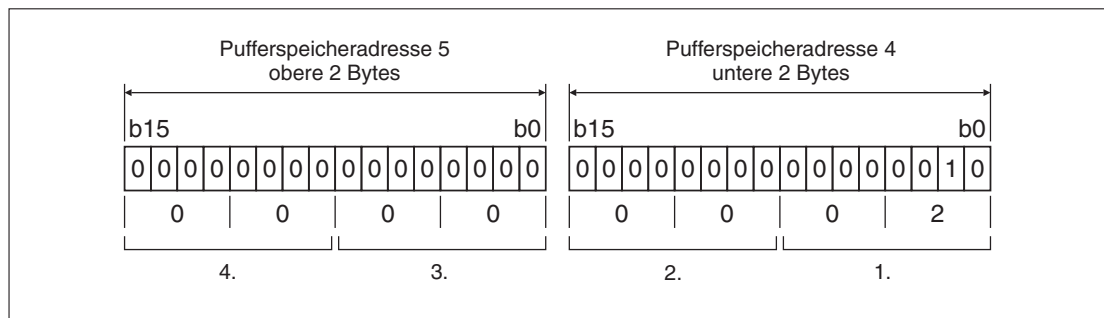 Pufferspeicheradresse 5 Pufferspeicheradresse 4
obere 2 Bytes untere 2 Bytes
b15 b0 b15 b0
0 0 0 0 0 0 0 0 0 0 0 0 0 0 0 0 0 0 0 0 0 0 0 0 0 0 0 0 0 0 1 0
0 0 0 0 0 0 0 2
4. 3. 2. 1.